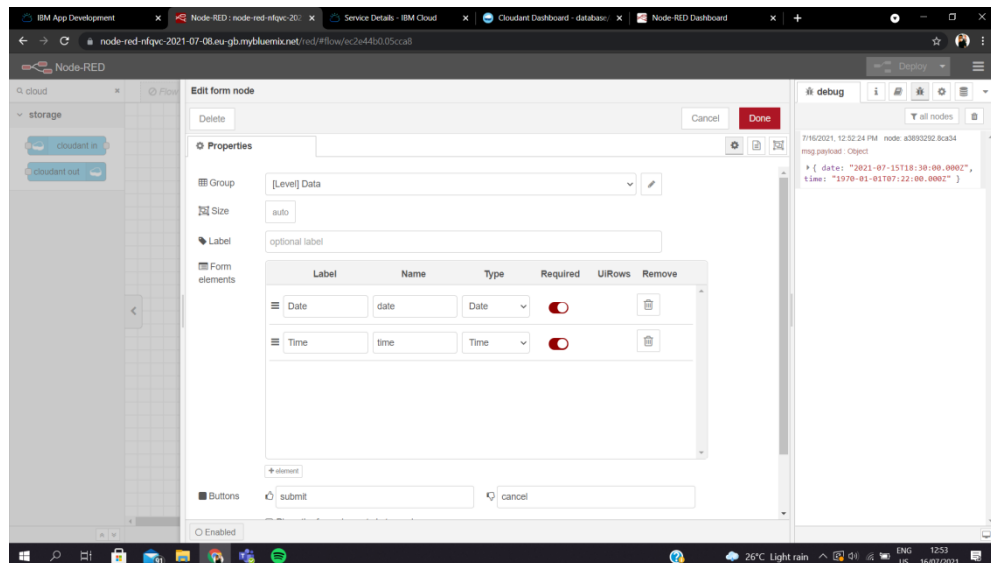 IBM App Development
Node-RED : node-red-nfqvc-202
Service Details - IBM Cloud
Cloudant Dashboard - database/
Node-RED Dashboard
node-red-nfqvc-2021-07-08.eu-gb.mybluemix.net/red/#flow/ec2e44b0.05cca8
Node-RED
Deploy
cloud
Flow
Edit form node
debug
storage
Delete
Cancel
Done
all nodes
cloudant in
Properties
7/16/2021, 12:52:24 PM node: a3893292.8ca34
msg.payload : Object
cloudant out
{ date: "2021-07-15T18:30:00.000Z",
time: "1970-01-01T07:22:00.000Z" }
Group
[Level] Data
Size
auto
Label
optional label
Form
elements
Label Name Type Required UiRows Remove
Date date Date
Time time Time
+ element
Buttons
submit
cancel
Enabled
91
26°C Light rain
ENG
US
12:53
16/07/2021